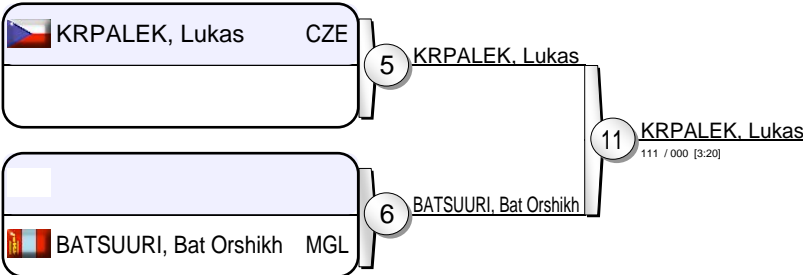 KRPALEK, Lukas CZE
5
KRPALEK, Lukas
11
KRPALEK, Lukas
111 / 000 [3:20]
6
BATSUURI, Bat Orshikh
BATSUURI, Bat Orshikh MGL